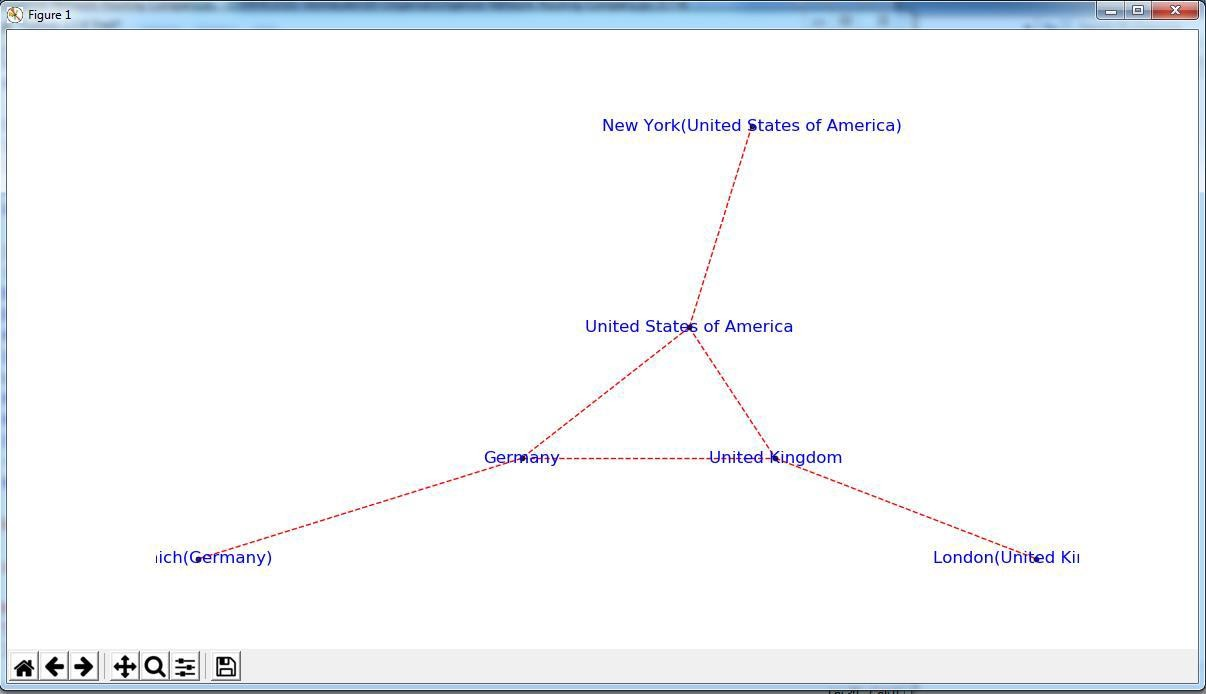 Figure 1
New York(United States of America)
United States of America
Germany
United Kingdom
ich(Germany)
London(United Ki